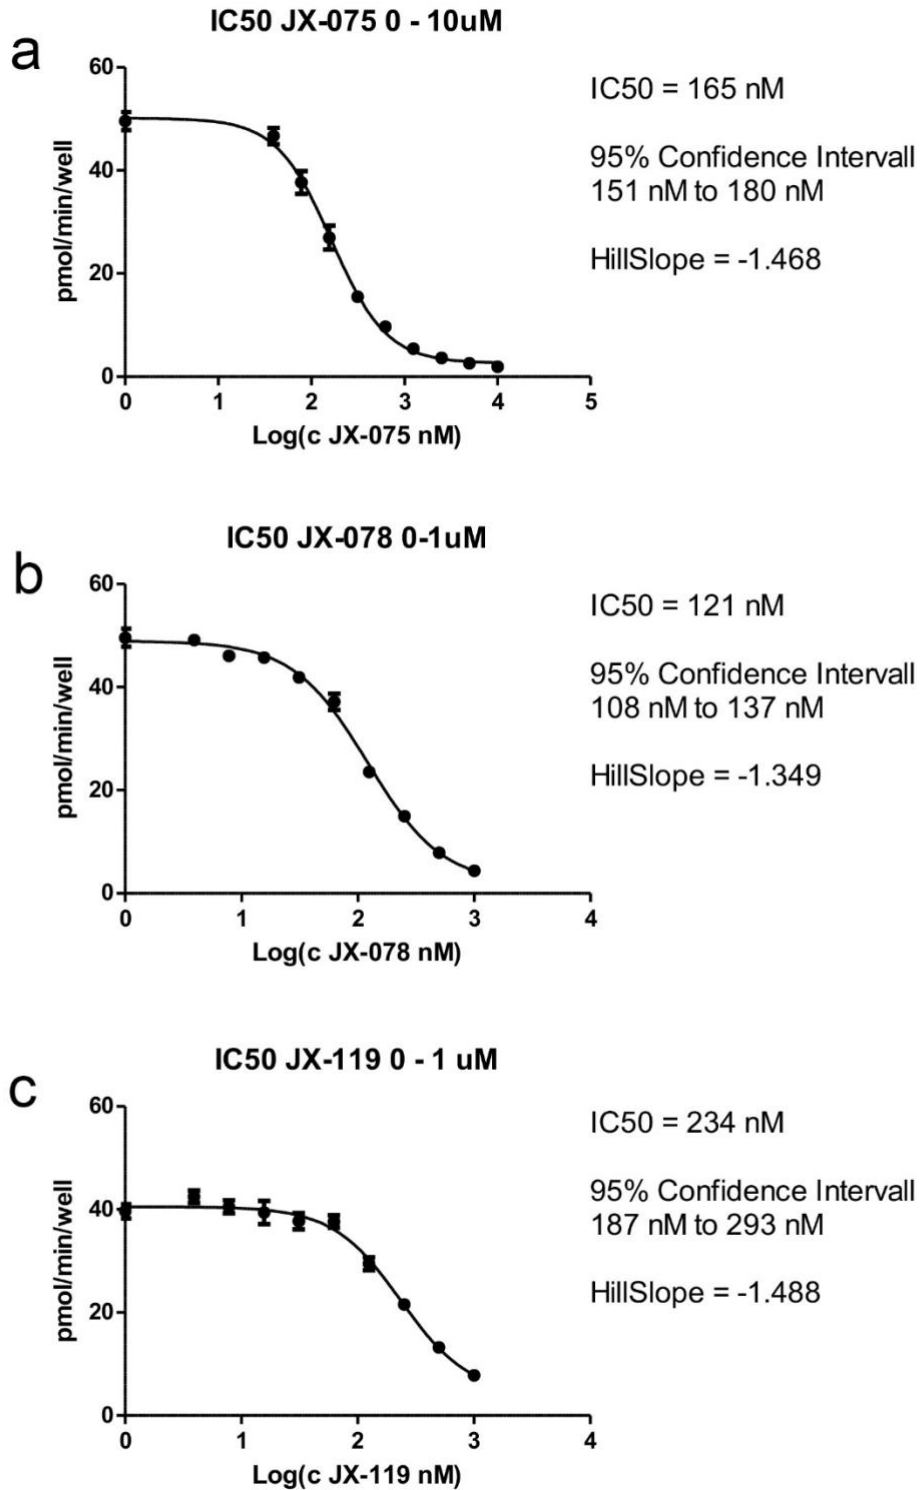 IC50 JX-075 0 - 10uM
a
60
40
20
0
pmol/min/well
0 1 2 3 4 5
Log(c JX-075 nM)
IC50 = 165 nM
95% Confidence Intervall
151 nM to 180 nM
HillSlope = -1.468
IC50 JX-078 0-1uM
b
60
40
20
0
pmol/min/well
0 1 2 3 4
Log(c JX-078 nM)
IC50 = 121 nM
95% Confidence Intervall
108 nM to 137 nM
HillSlope = -1.349
IC50 JX-119 0 - 1 uM
c
60
40
20
0
pmol/min/well
0 1 2 3 4
Log(c JX-119 nM)
IC50 = 234 nM
95% Confidence Intervall
187 nM to 293 nM
HillSlope = -1.488